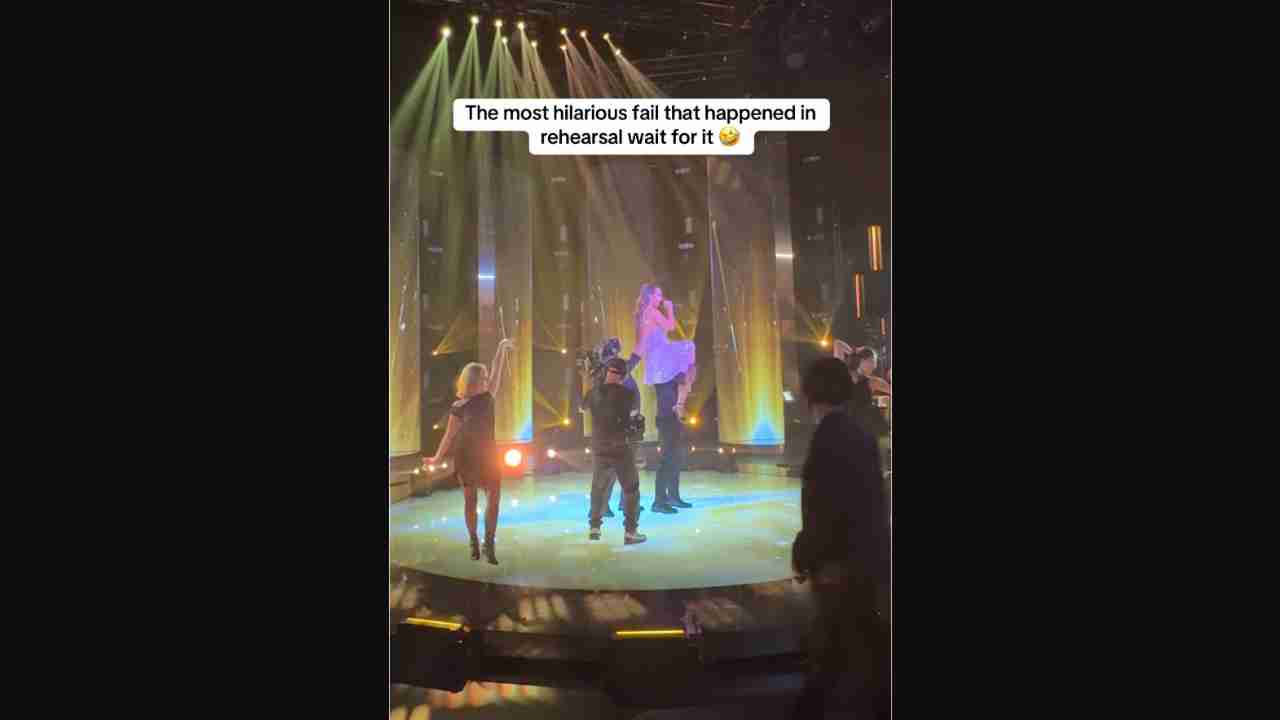 The most hilarious fail that happened in
rehearsal wait for it 🤣